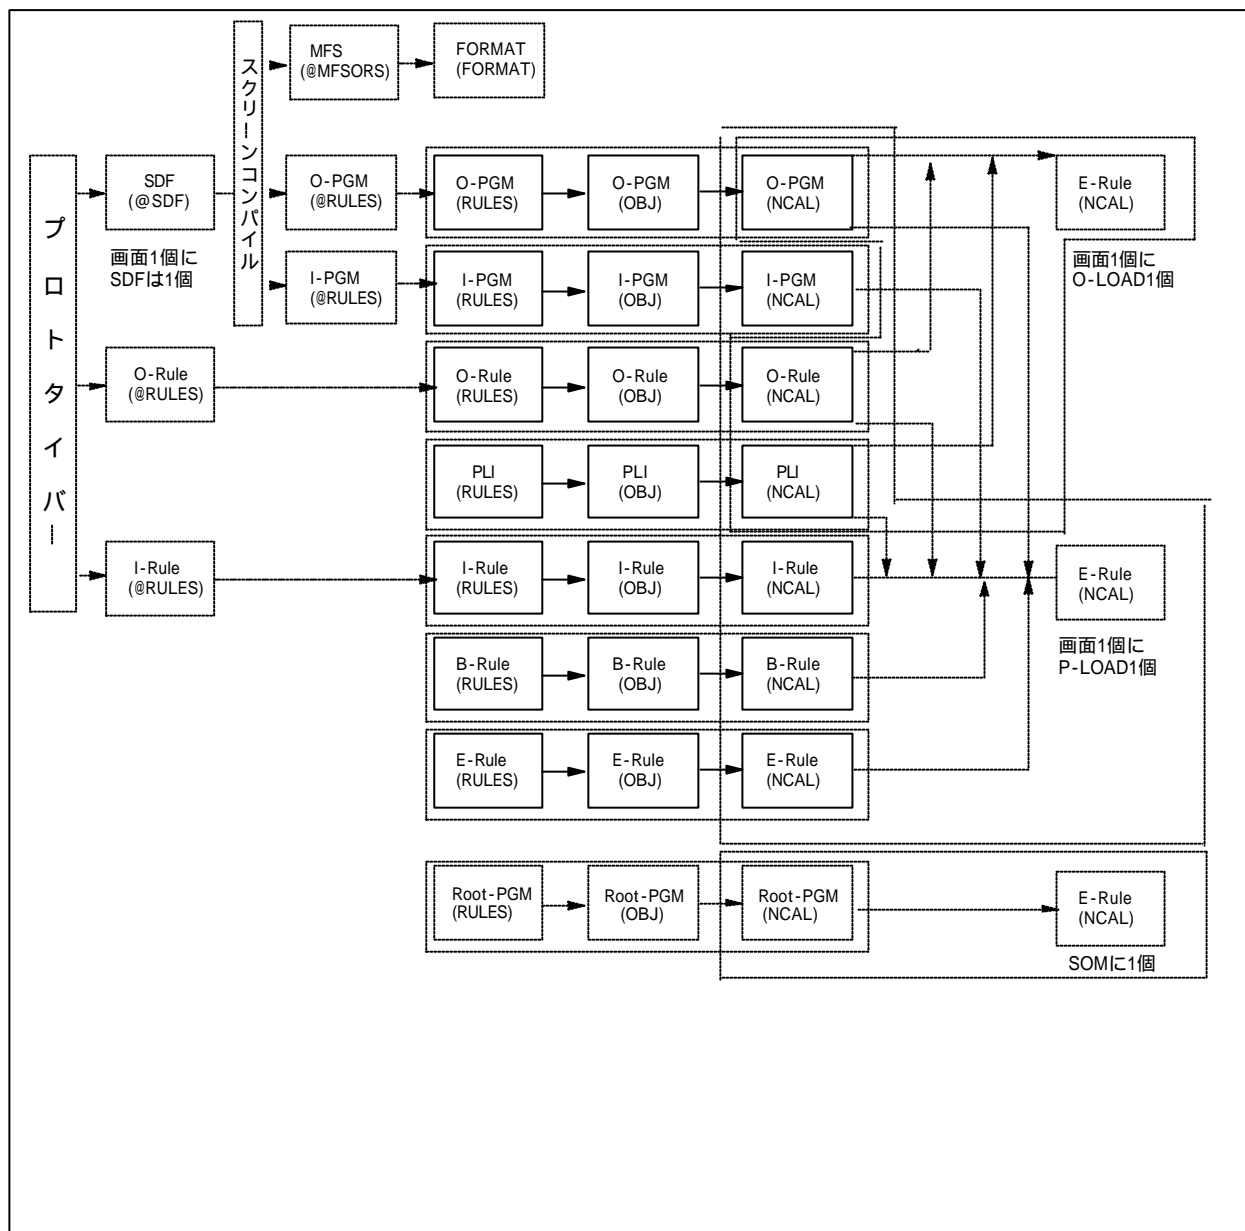 プロトタイバー
SDF
(@SDF)
画面1個に
SDFは1個
O-Rule
(@RULES)
I-Rule
(@RULES)
スクリーンコンパイル
MFS
(@MFSORS)
FORMAT
(FORMAT)
O-PGM
(@RULES)
O-PGM
(RULES)
O-PGM
(OBJ)
O-PGM
(NCAL)
E-Rule
(NCAL)
画面1個に
O-LOAD1個
I-PGM
(@RULES)
I-PGM
(RULES)
I-PGM
(OBJ)
I-PGM
(NCAL)
O-Rule
(RULES)
O-Rule
(OBJ)
O-Rule
(NCAL)
PLI
(RULES)
PLI
(OBJ)
PLI
(NCAL)
I-Rule
(RULES)
I-Rule
(OBJ)
I-Rule
(NCAL)
E-Rule
(NCAL)
画面1個に
P-LOAD1個
B-Rule
(RULES)
B-Rule
(OBJ)
B-Rule
(NCAL)
E-Rule
(RULES)
E-Rule
(OBJ)
E-Rule
(NCAL)
Root-PGM
(RULES)
Root-PGM
(OBJ)
Root-PGM
(NCAL)
E-Rule
(NCAL)
SOMに1個